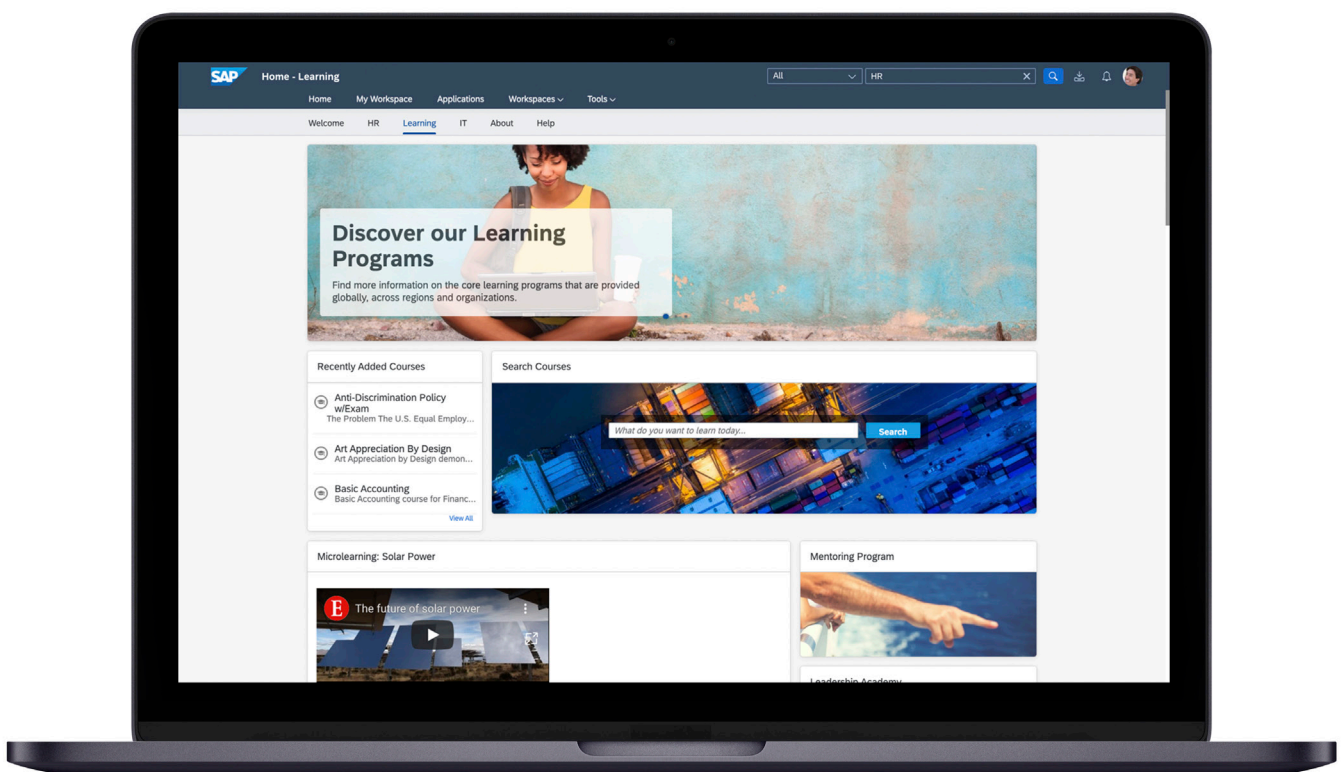 SAP
Home - Learning
All
HR
Home
My Workspace
Applications
Workspaces
Tools
Welcome
HR
Learning
IT
About
Help
Discover our Learning
Programs
Find more information on the core learning programs that are provided
globally, across regions and organizations.
Recently Added Courses
Anti-Discrimination Policy
w/Exam
The Problem The U.S. Equal Employ...
Art Appreciation By Design
Art Appreciation by Design demon...
Basic Accounting
Basic Accounting course for Financ...
View All
Search Courses
What do you want to learn today...
Search
Microlearning: Solar Power
E
The future of solar power
Mentoring Program
Leadership Academy